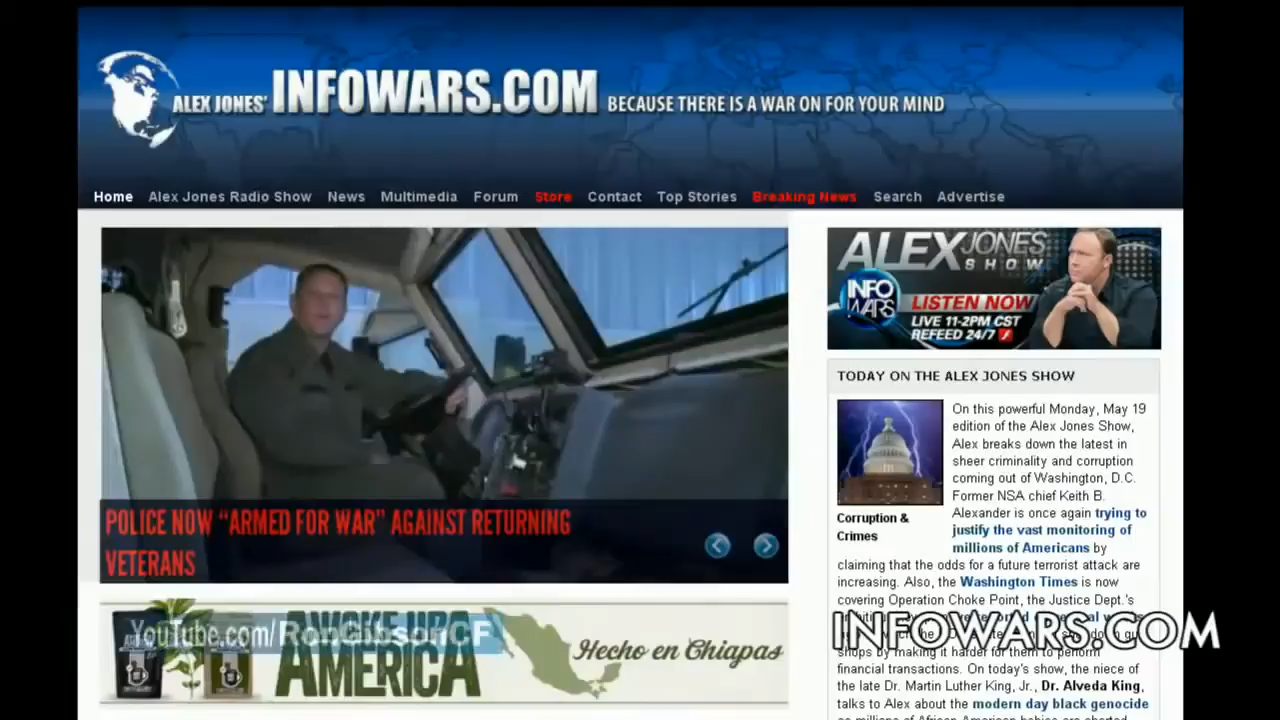 ALEX JONES' INFOWARS.COM BECAUSE THERE IS A WAR ON FOR YOUR MIND
Home Alex Jones Radio Show News Multimedia Forum Store Contact Top Stories Breaking News Search Advertise
POLICE NOW “ARMED FOR WAR” AGAINST RETURNING
VETERANS
YouTube.com/RonGibsonCF
AWAKE UP
AMERICA
Hecho en Chiapas
ALEX JONES
SHOW
INFO
WARS
LISTEN NOW
LIVE 11-2PM CST
REFEED 24/7
TODAY ON THE ALEX JONES SHOW
Corruption &
Crimes
On this powerful Monday, May 19
edition of the Alex Jones Show,
Alex breaks down the latest in
sheer criminality and corruption
coming out of Washington, D.C.
Former NSA chief Keith B.
Alexander is once again trying to
justify the vast monitoring of
millions of Americans by
claiming that the odds for a future terrorist attack are
increasing. Also, the Washington Times is now
covering Operation Choke Point, the Justice Dept.'s
INFOWARS.COM
shops by making it harder for them to perform
financial transactions. On today's show, the niece of
the late Dr. Martin Luther King, Jr., Dr. Alveda King,
talks to Alex about the modern day black genocide